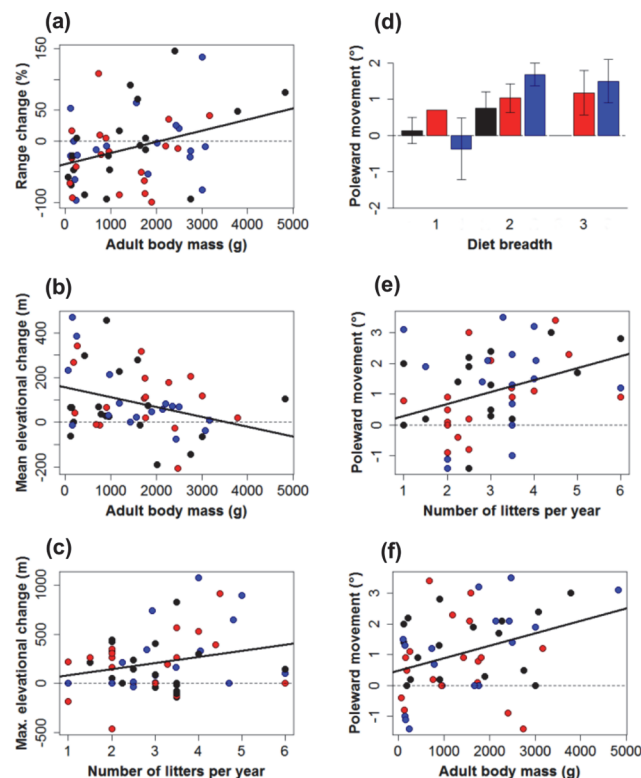 (a)
Range change (%)
150
50
0
-100
0 1000 2000 3000 4000 5000
Adult body mass (g)
(d)
Poleward movement (°)
2
1
0
-1
-2
1 2 3
Diet breadth
(b)
Mean elevational change (m)
400
200
0
-200
0 1000 2000 3000 4000 5000
Adult body mass (g)
(e)
Poleward movement (°)
3
2
1
0
-1
1 2 3 4 5 6
Number of litters per year
(c)
Max. elevational change (m)
1000
500
0
-500
1 2 3 4 5 6
Number of litters per year
(f)
Poleward movement (°)
3
2
1
0
-1
0 1000 2000 3000 4000 5000
Adult body mass (g)